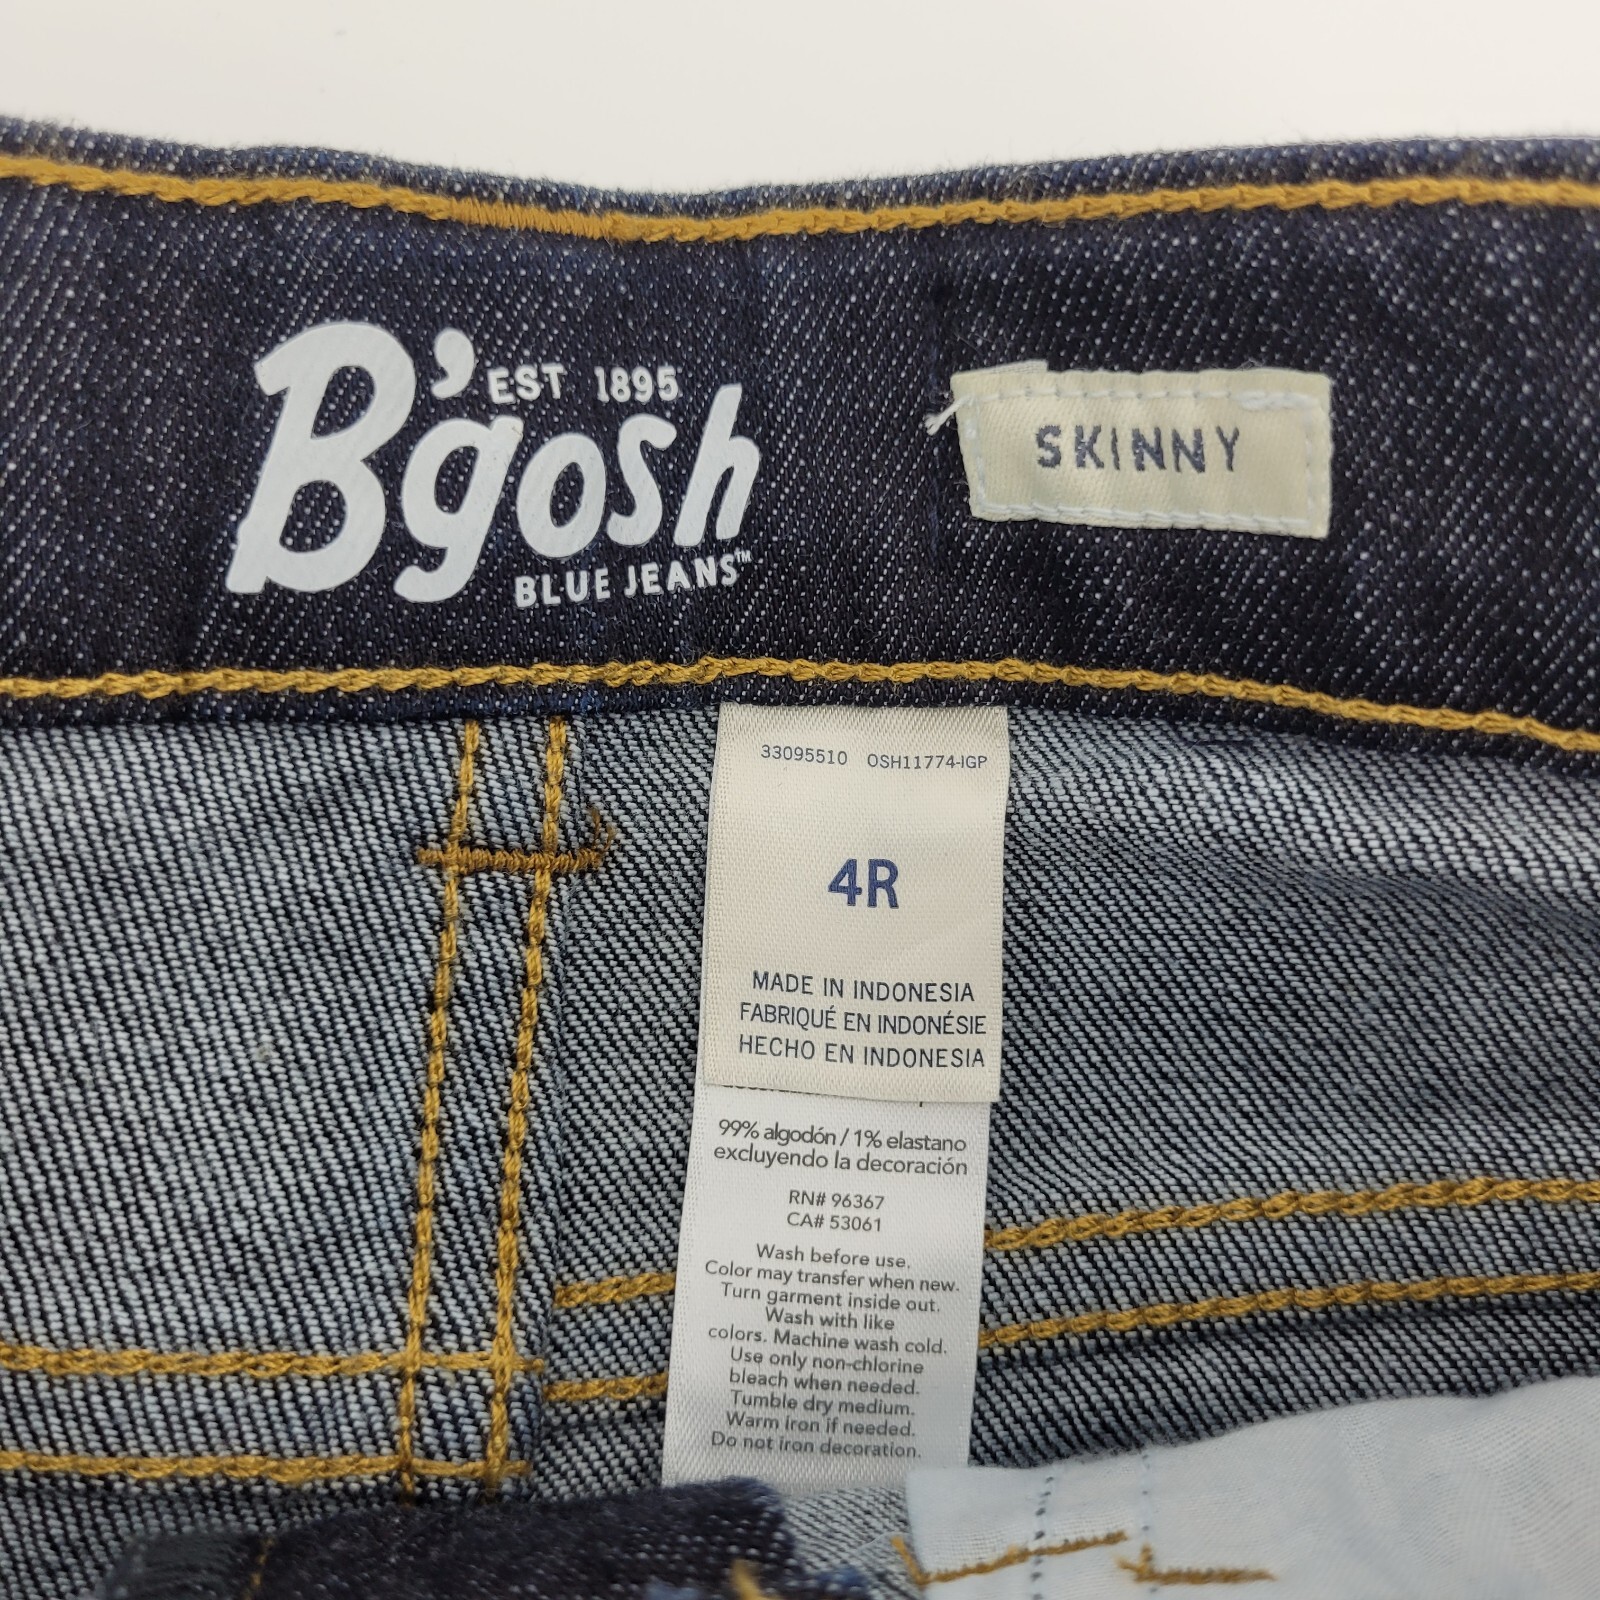 EST 1895
B'gosh
BLUE JEANS™
SKINNY
33095510 OSH11774-IGP
4R
MADE IN INDONESIA
FABRIQUÉ EN INDONÉSIE
HECHO EN INDONESIA
99% algodón / 1% elastano
excluyendo la decoración
RN# 96367
CA# 53061
Wash before use.
Color may transfer when new.
Turn garment inside out.
Wash with like
colors. Machine wash cold.
Use only non-chlorine
bleach when needed.
Tumble dry medium.
Warm iron if needed.
Do not iron decoration.